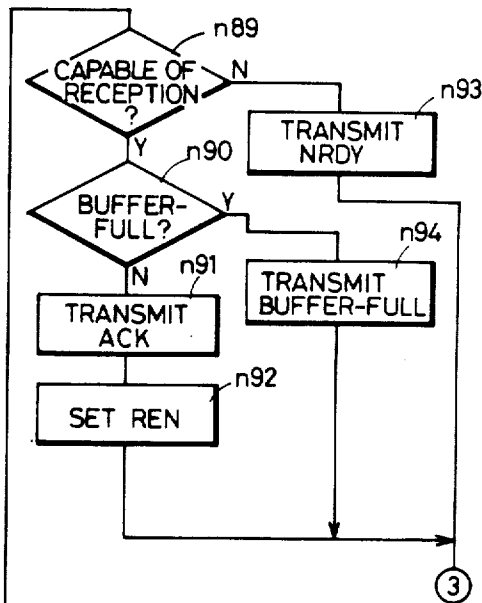 n89
CAPABLE OF
RECEPTION
?
N
Y
n93
TRANSMIT
NRDY
n90
BUFFER-
FULL?
Y
N
n94
TRANSMIT
BUFFER-FULL
n91
TRANSMIT
ACK
n92
SET REN
3